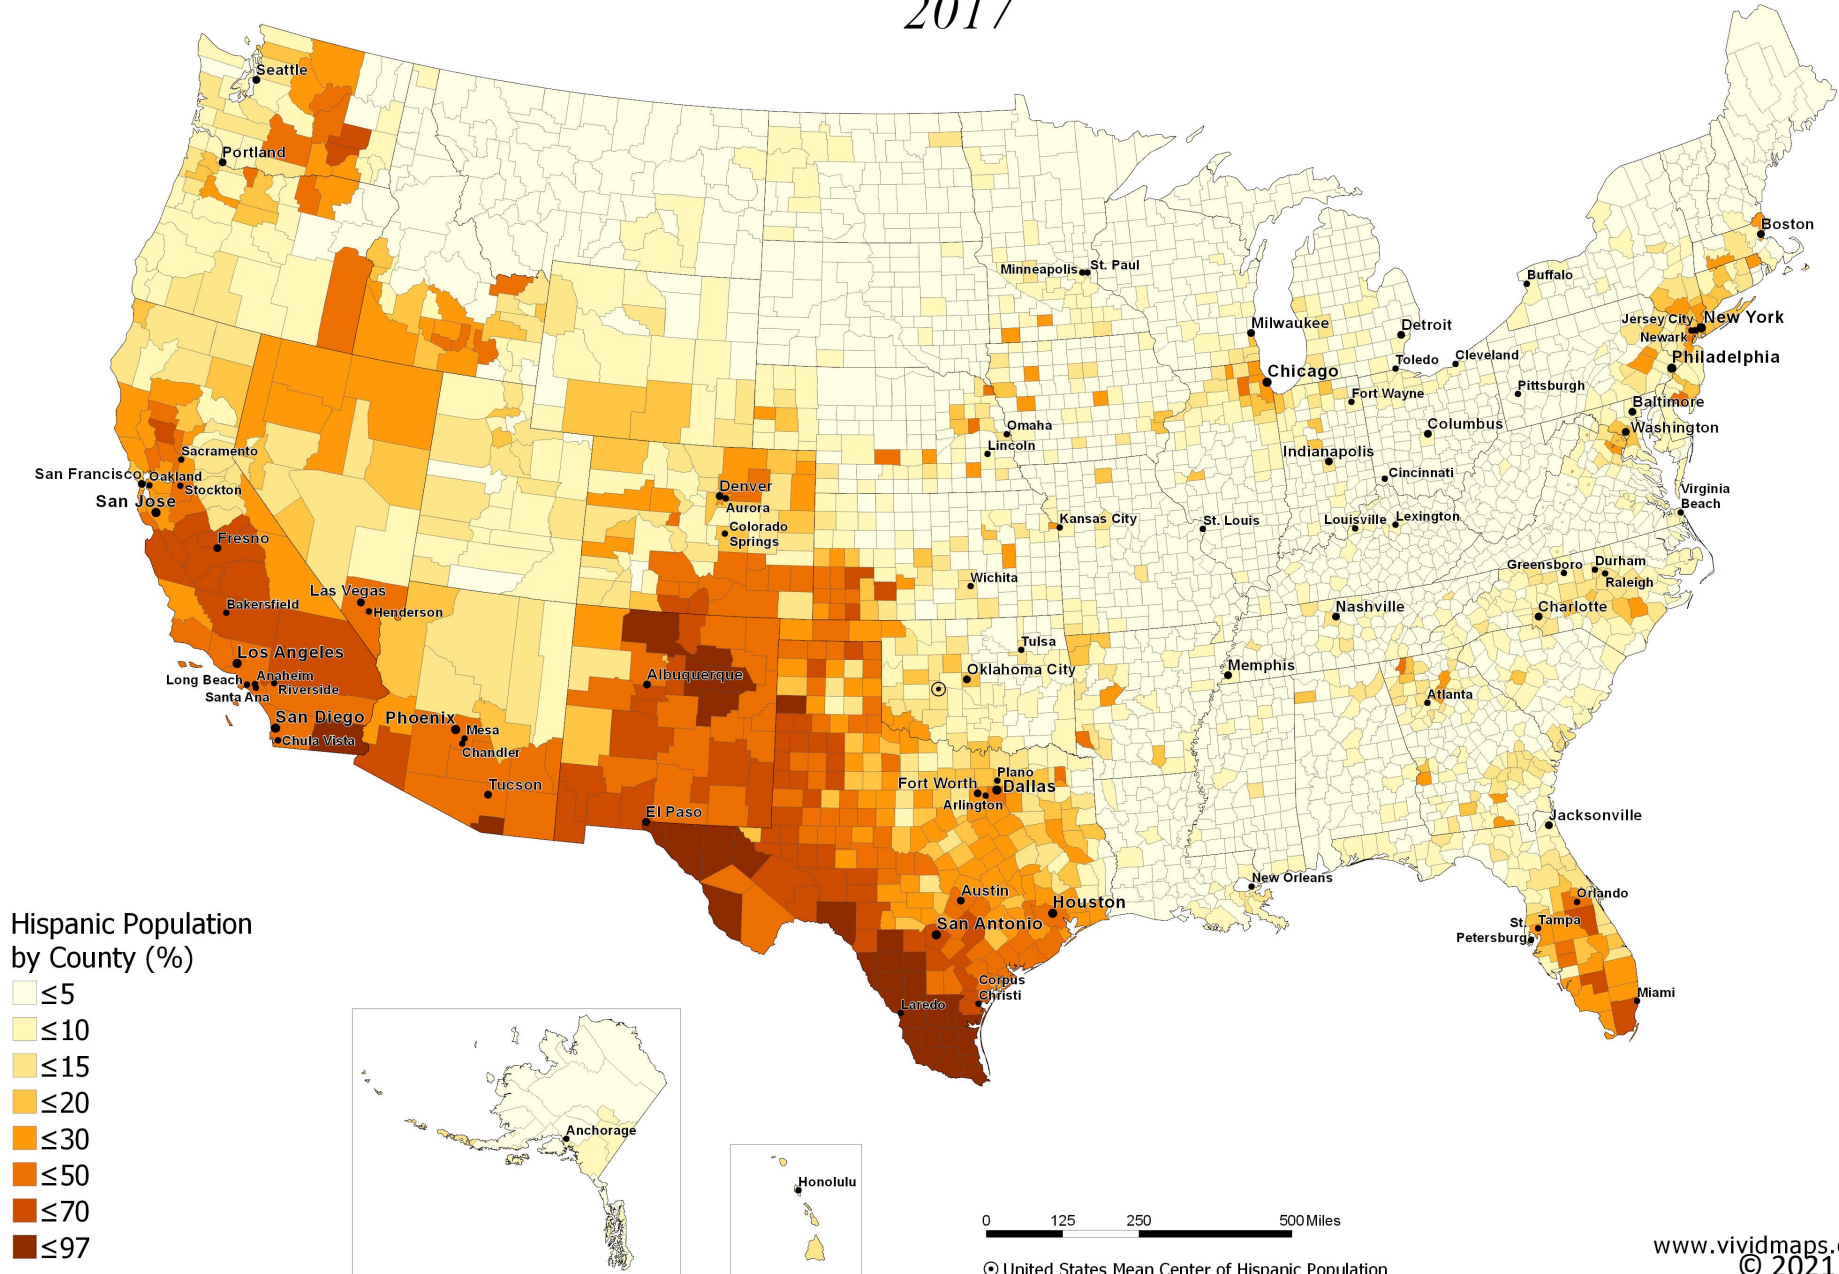 2017
Seattle
Portland
Boston
Minneapolis
St. Paul
Buffalo
Milwaukee
Detroit
Jersey City
New York
Newark
Toledo
Cleveland
Philadelphia
Chicago
Fort Wayne
Pittsburgh
Baltimore
Omaha
Columbus
Washington
Lincoln
Indianapolis
Sacramento
San Francisco
Oakland
Stockton
Cincinnati
Denver
San Jose
Aurora
Virginia
Beach
Colorado
Springs
Kansas City
St. Louis
Louisville
Lexington
Fresno
Greensboro
Durham
Raleigh
Wichita
Las Vegas
Henderson
Bakersfield
Nashville
Charlotte
Tulsa
Los Angeles
Oklahoma City
Memphis
Albuquerque
Long Beach
Anaheim
Riverside
Santa Ana
Atlanta
San Diego
Phoenix
Mesa
Chula Vista
Chandler
Tucson
Fort Worth
Plano
Dallas
Arlington
El Paso
Jacksonville
New Orleans
Austin
Houston
Orlando
San Antonio
St.
Petersburg
Tampa
Hispanic Population
by County (%)
≤5
≤10
≤15
≤20
≤30
≤50
≤70
≤97
Corpus
Christi
Laredo
Miami
Anchorage
Honolulu
0 125 250 500 Miles
United States Mean Center of Hispanic Population
www.vividmaps.
© 2021